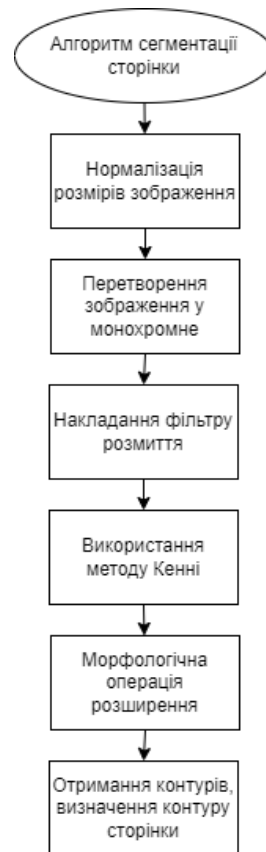 Алгоритм сегментації
сторінки
Нормалізація
розмірів зображення
Перетворення
зображення у
монохромне
Накладання фільтру
розмиття
Використання
методу Кенні
Морфологічна
операція
розширення
Отримання контурів,
визначення контуру
сторінки